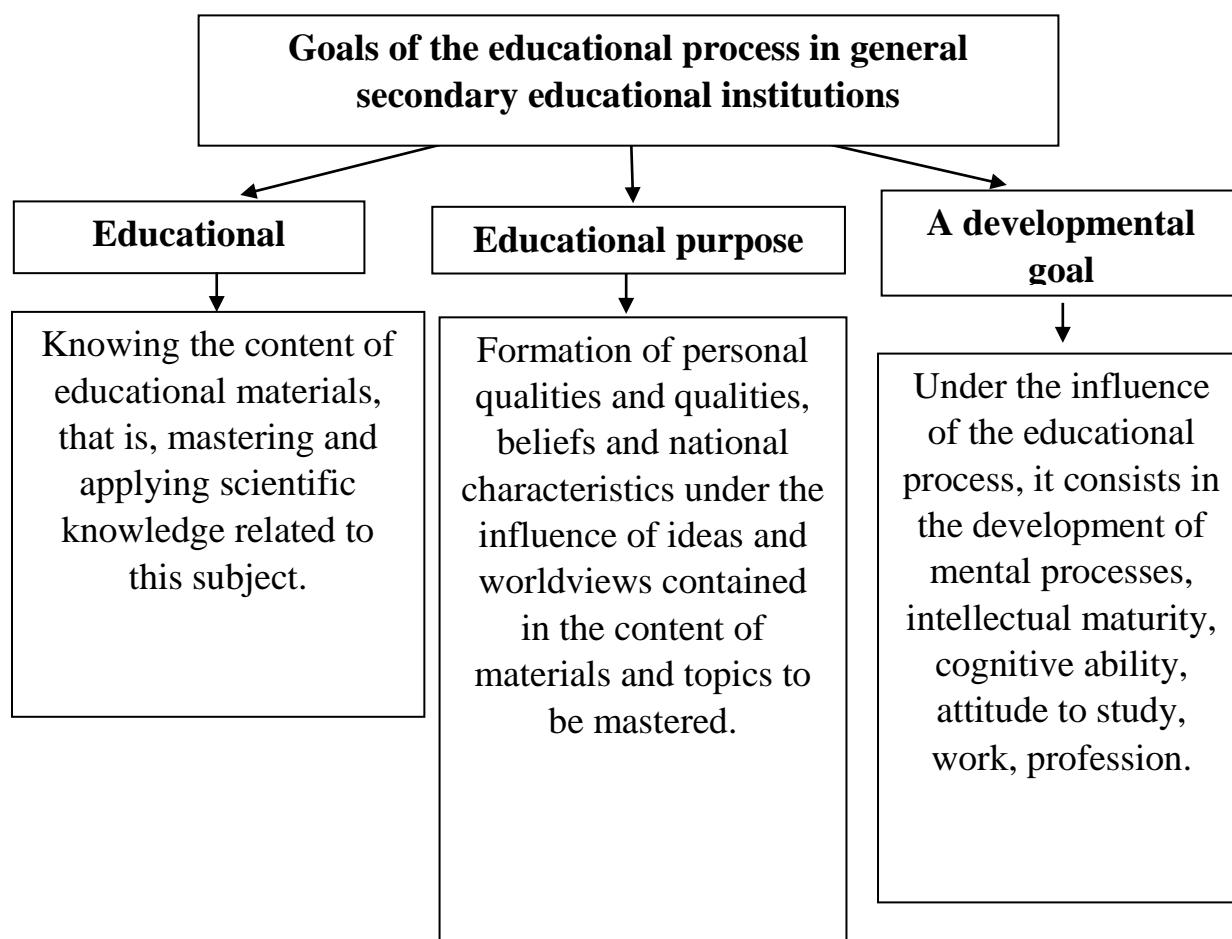 Goals of the educational process in general
secondary educational institutions
Educational
Educational purpose
A developmental
goal
Knowing the content of
educational materials,
that is, mastering and
applying scientific
knowledge related to
this subject.
Formation of personal
qualities and qualities,
beliefs and national
characteristics under the
influence of ideas and
worldviews contained
in the content of
materials and topics to
be mastered.
Under the influence
of the educational
process, it consists in
the development of
mental processes,
intellectual maturity,
cognitive ability,
attitude to study,
work, profession.